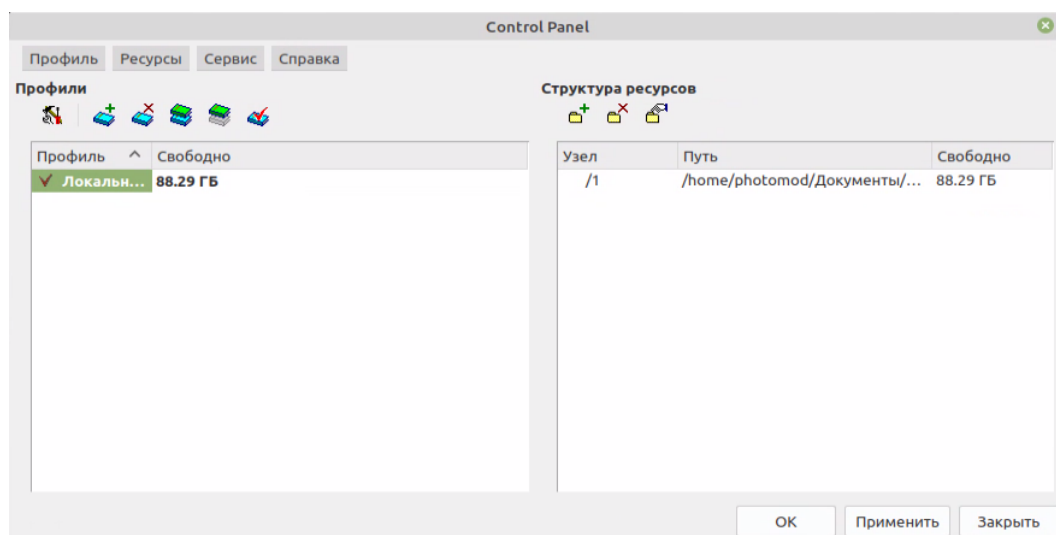 Control Panel
Профиль Ресурсы Сервис Справка
Профили
Структура ресурсов
Профиль Свободно
Локальн... 88.29 ГБ
Узел Путь Свободно
/1 /home/photomod/Документы/... 88.29 ГБ
ОК Применить Закрыть